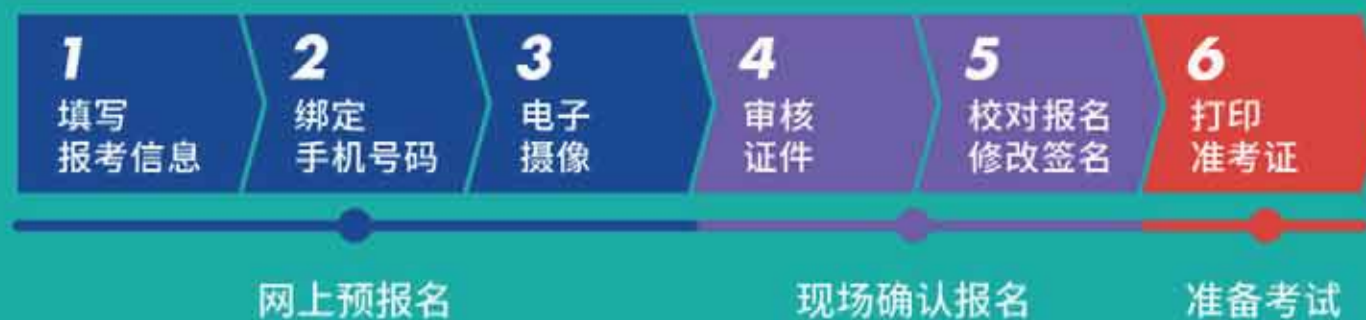 1
填写
报考信息
2
绑定
手机号码
3
电子
摄像
4
审核
证件
5
校对报名
修改签名
6
打印
准考证
网上预报名
现场确认报名
准备考试